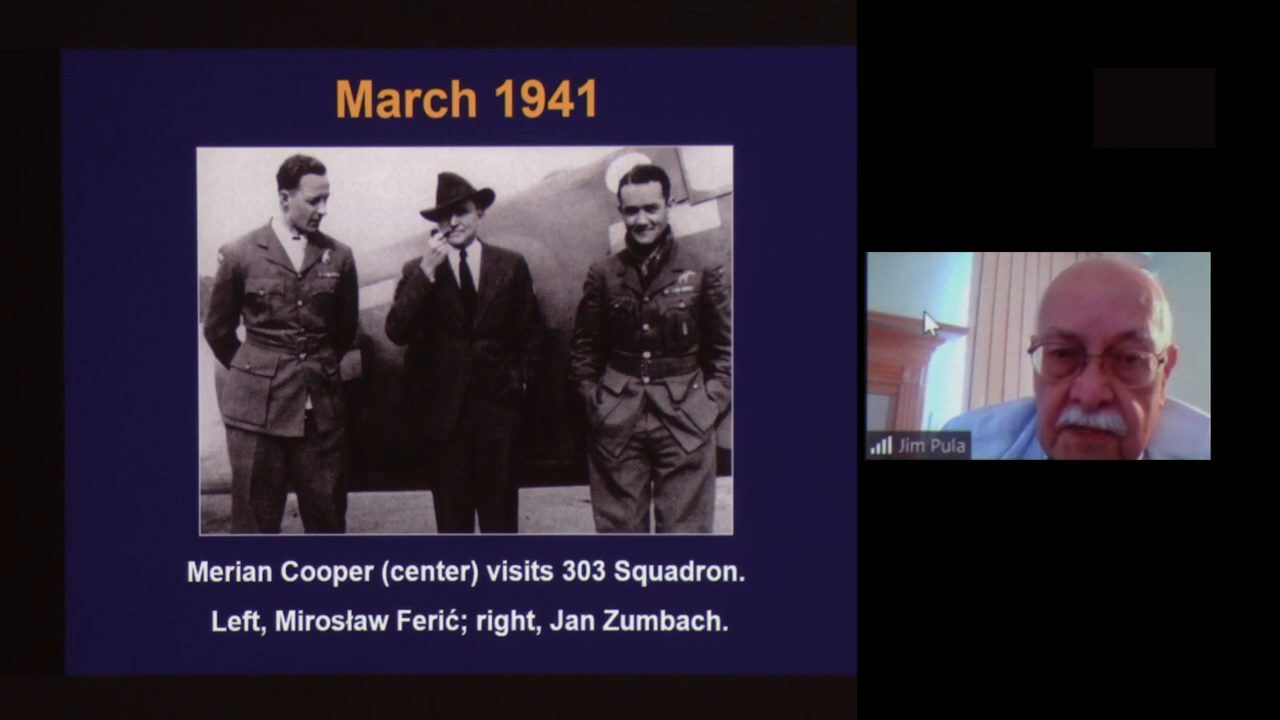 March 1941
Merian Cooper (center) visits 303 Squadron.
Left, Mirosław Ferić; right, Jan Zumbach.
Jim Pula